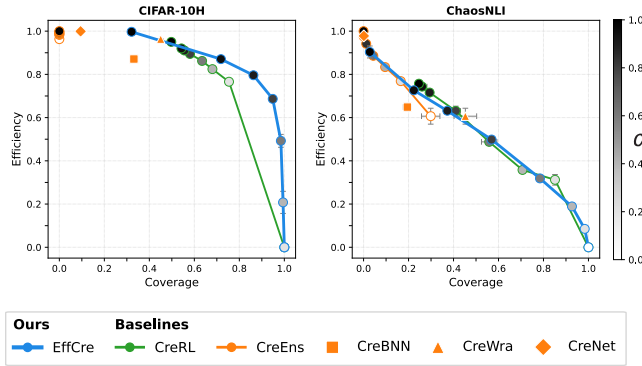 CIFAR-10H
ChaosNLI
1.0
0.8
0.6
0.4
0.2
0.0
Efficiency
0.0 0.2 0.4 0.6 0.8 1.0
Coverage
1.0
0.8
0.6
0.4
0.2
0.0
Efficiency
0.0 0.2 0.4 0.6 0.8 1.0
Coverage
1.0
0.8
0.6
0.4
0.2
0.0
Ours Baselines
EffCre CreRL CreEns CreBNN CreWra CreNet